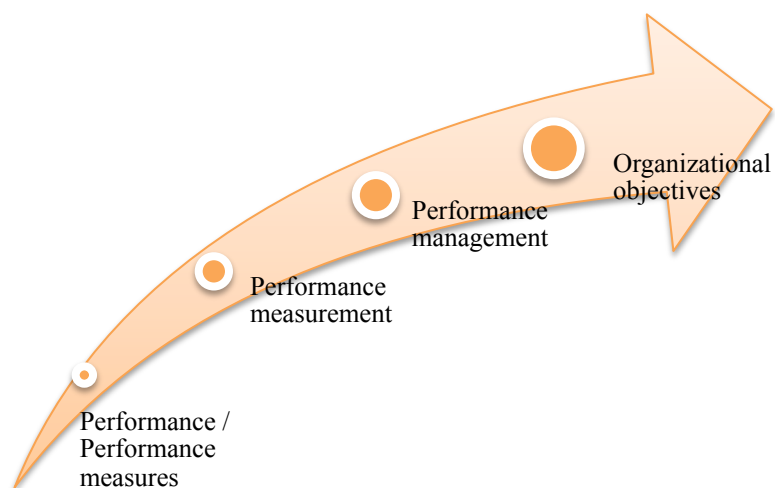 Organizational
objectives
Performance
management
Performance
measurement
Performance /
Performance
measures